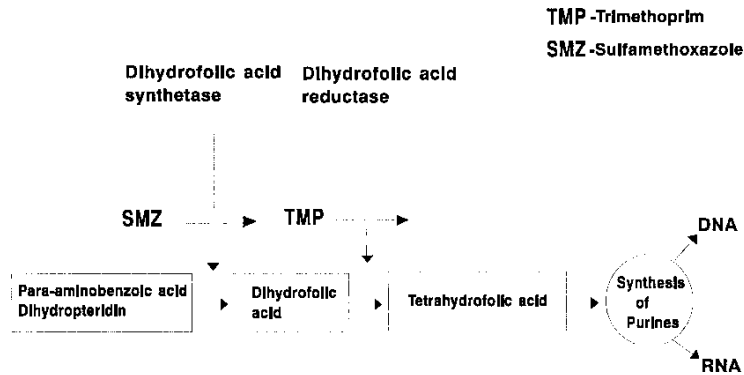 TMP-Trimethoprim
SMZ-Sulfamethoxazole
Dihydrofolic acid
synthetase
Dihydrofolic acid
reductase
SMZ
TMP
DNA
Para-aminobenzoic acid
Dihydropteridin
Dihydrofolic
acid
Tetrahydrofolic acid
Synthesis
of
Purines
RNA